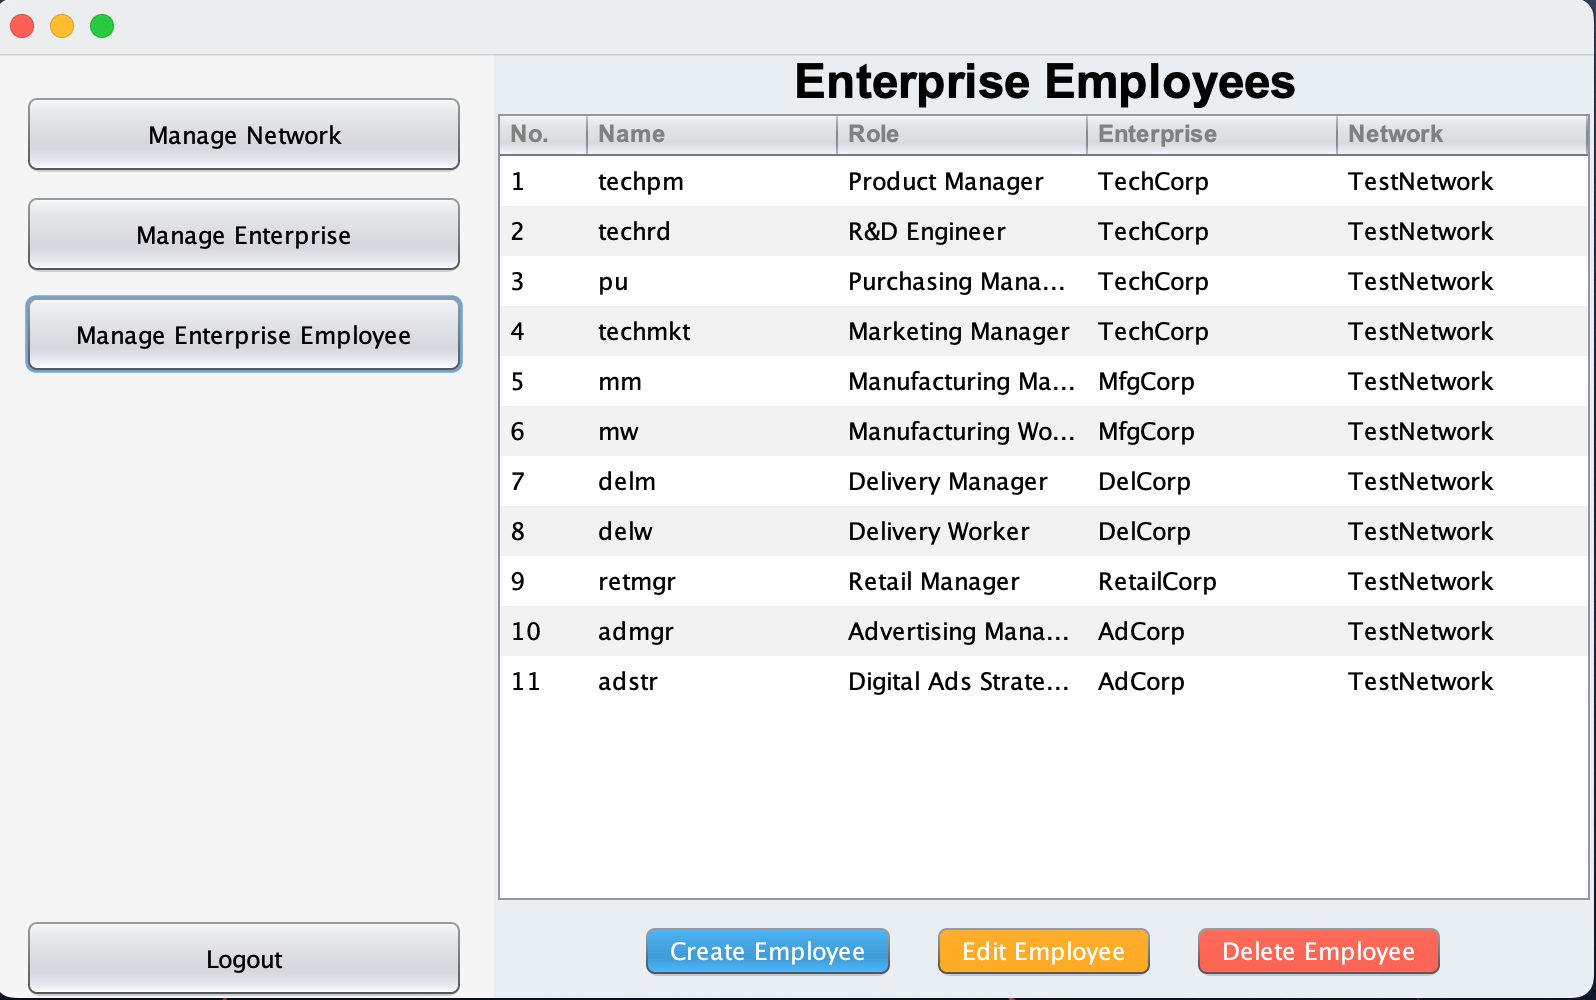 Manage Network
Manage Enterprise
Manage Enterprise Employee
Logout
Enterprise Employees
No. Name Role Enterprise Network
1 techpm Product Manager TechCorp TestNetwork
2 techrd R&D Engineer TechCorp TestNetwork
3 pu Purchasing Mana... TechCorp TestNetwork
4 techmkt Marketing Manager TechCorp TestNetwork
5 mm Manufacturing Ma... MfgCorp TestNetwork
6 mw Manufacturing Wo... MfgCorp TestNetwork
7 delm Delivery Manager DelCorp TestNetwork
8 delw Delivery Worker DelCorp TestNetwork
9 retmgr Retail Manager RetailCorp TestNetwork
10 admgr Advertising Mana... AdCorp TestNetwork
11 adstr Digital Ads Strate... AdCorp TestNetwork
Create Employee Edit Employee Delete Employee